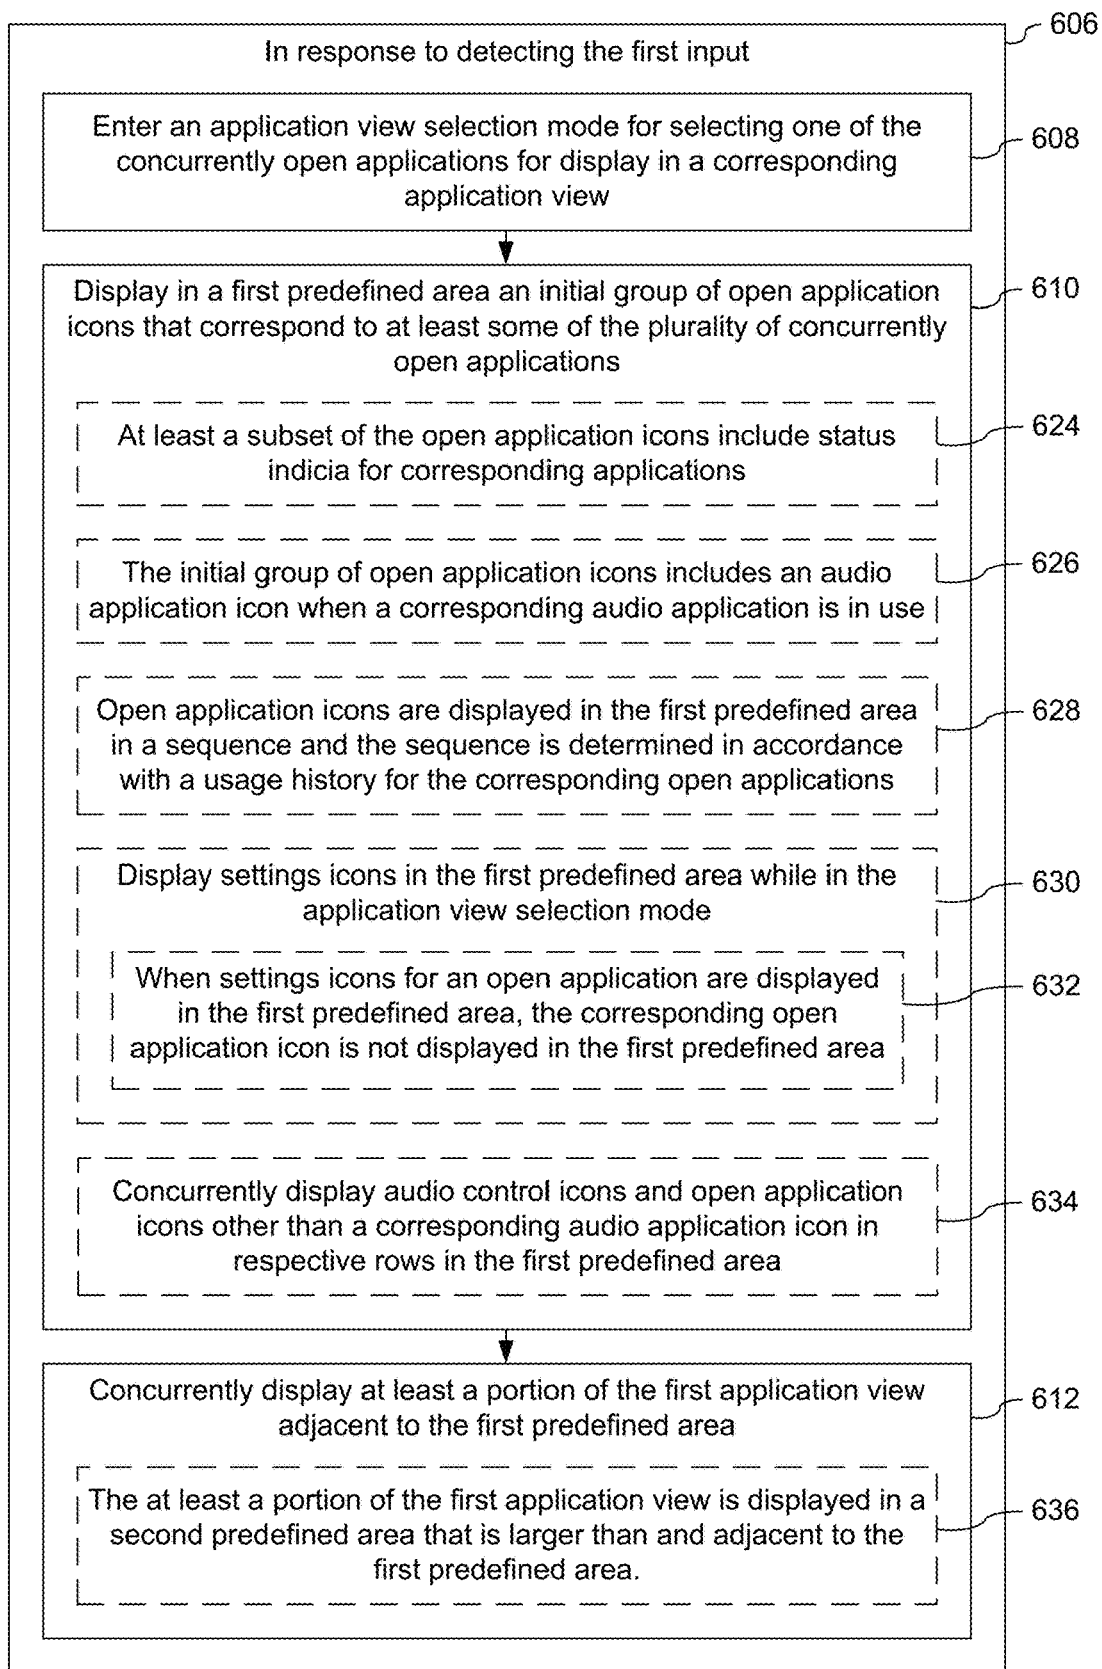 606
In response to detecting the first input
Enter an application view selection mode for selecting one of the
concurrently open applications for display in a corresponding
application view
608
Display in a first predefined area an initial group of open application
icons that correspond to at least some of the plurality of concurrently
open applications
610
At least a subset of the open application icons include status
indicia for corresponding applications
624
The initial group of open application icons includes an audio
application icon when a corresponding audio application is in use
626
Open application icons are displayed in the first predefined area
in a sequence and the sequence is determined in accordance
with a usage history for the corresponding open applications
628
Display settings icons in the first predefined area while in the
application view selection mode
630
When settings icons for an open application are displayed
in the first predefined area, the corresponding open
application icon is not displayed in the first predefined area
632
Concurrently display audio control icons and open application
icons other than a corresponding audio application icon in
respective rows in the first predefined area
634
Concurrently display at least a portion of the first application view
adjacent to the first predefined area
612
The at least a portion of the first application view is displayed in a
second predefined area that is larger than and adjacent to the
first predefined area.
636